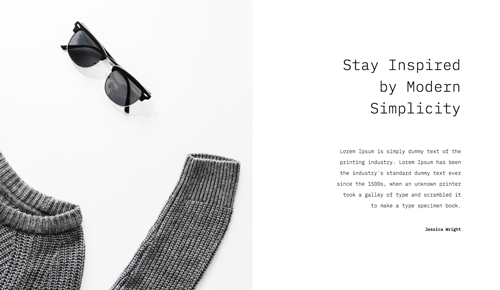 Stay Inspired
by Modern
Simplicity
Lorem Ipsum is simply dummy text of the
printing industry. Lorem Ipsum has been
the industry's standard dummy text ever
since the 1500s, when an unknown printer
took a galley of type and scrambled it
to make a type specimen book.
Jessica Wright